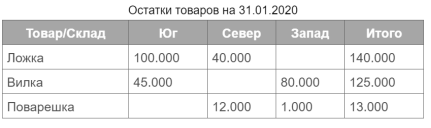 Остатки товаров на 31.01.2020
Товар/Склад Юг Север Запад Итого
Ложка 100.000 40.000 140.000
Вилка 45.000 80.000 125.000
Поварешка 12.000 1.000 13.000